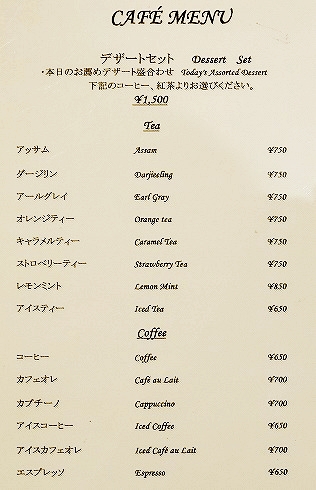 CAFÉ MENU
デザートセット Dessert Set
・本日のお薦めデザート盛合わせ Today's Assorted Dessert
下記のコーヒー、紅茶よりお選びください。
¥1,500
Tea
アッサム Assam ¥750
ダージリン Darjieeling ¥750
アールグレイ Earl Gray ¥750
オレンジティー Orange tea ¥750
キャラメルティー Caramel Tea ¥750
ストロベリーティー Strawberry Tea ¥750
レモンミント Lemon Mint ¥850
アイスティー Iced Tea ¥650
Coffee
コーヒー Coffee ¥650
カフェオレ Café au Lait ¥700
カプチーノ Cappuccino ¥700
アイスコーヒー Iced Coffee ¥650
アイスカフェオレ Iced Café au Lait ¥700
エスプレッソ Espresso ¥650